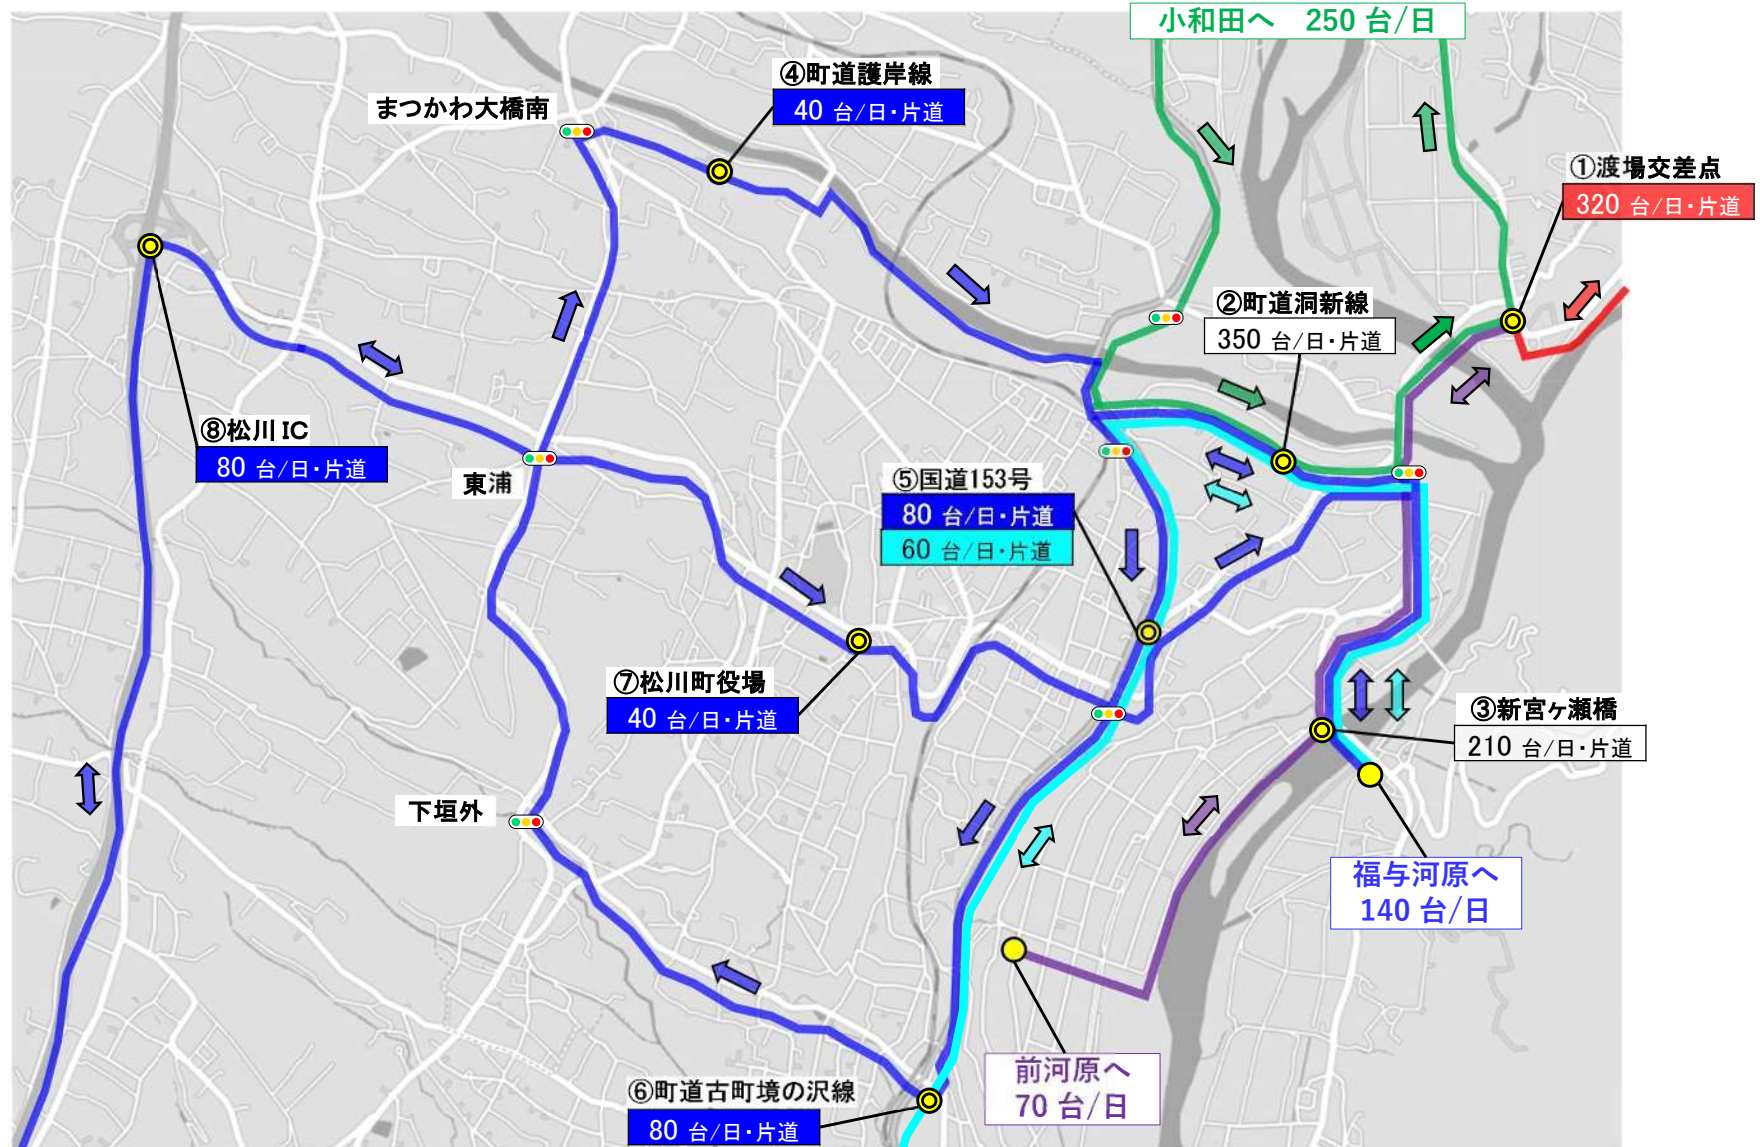 小和田へ 250 台/日
④町道護岸線
40 台/日・片道
まつかわ大橋南
①渡場交差点
320 台/日・片道
②町道洞新線
350 台/日・片道
⑧松川 IC
80 台/日・片道
東浦
⑤国道153号
80 台/日・片道
60 台/日・片道
⑦松川町役場
40 台/日・片道
③新宮ヶ瀬橋
210 台/日・片道
下垣外
福与河原へ
140 台/日
前河原へ
70 台/日
⑥町道古町境の沢線
80 台/日・片道